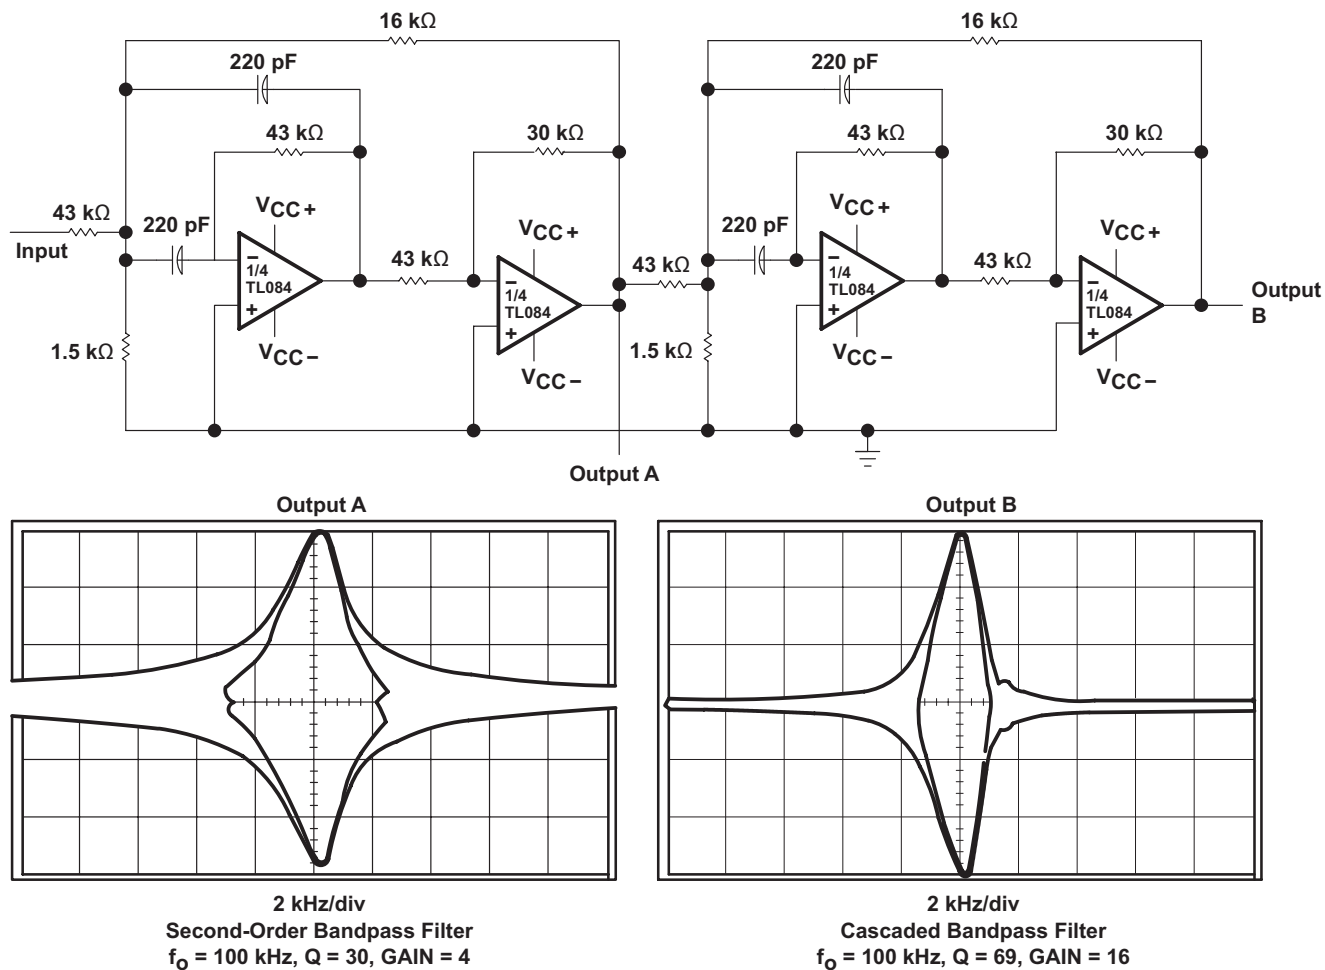 16 kΩ
16 kΩ
220 pF
220 pF
43 kΩ
30 kΩ
43 kΩ
30 kΩ
43 kΩ
Input
220 pF
VCC+
−
1/4
TL084
+
VCC−
1.5 kΩ
43 kΩ
VCC+
−
1/4
TL084
+
VCC−
43 kΩ
1.5 kΩ
220 pF
VCC+
−
1/4
TL084
+
VCC−
43 kΩ
VCC+
−
1/4
TL084
+
VCC−
Output
B
Output A
Output A
Output B
2 kHz/div
Second-Order Bandpass Filter
fo = 100 kHz, Q = 30, GAIN = 4
2 kHz/div
Cascaded Bandpass Filter
fo = 100 kHz, Q = 69, GAIN = 16